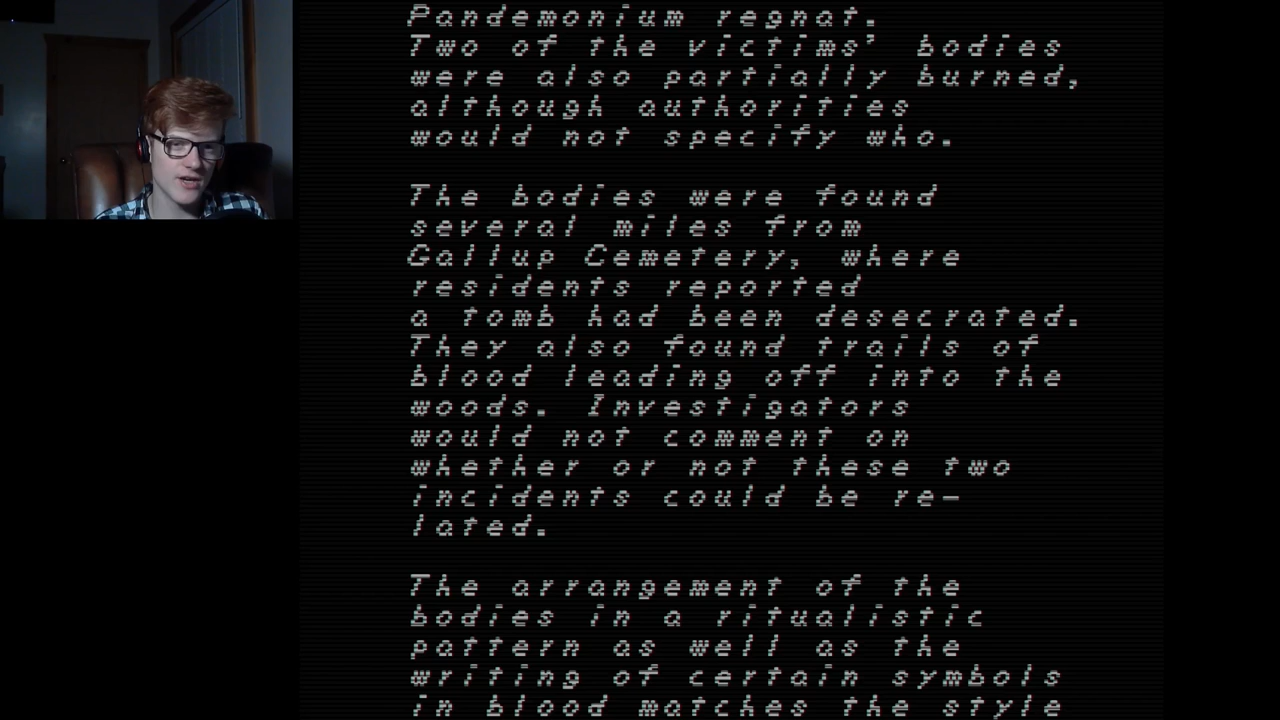 Pandemonium regnat.
Two of the victims' bodies
were also partially burned,
although authorities
would not specify who.
The bodies were found
several miles from
Gallup Cemetery, where
residents reported
a tomb had been desecrated.
They also found trails of
blood leading off into the
woods. Investigators
would not comment on
whether or not these two
incidents could be re-
lated.
The arrangement of the
bodies in a ritualistic
pattern as well as the
writing of certain symbols
in blood matches the style